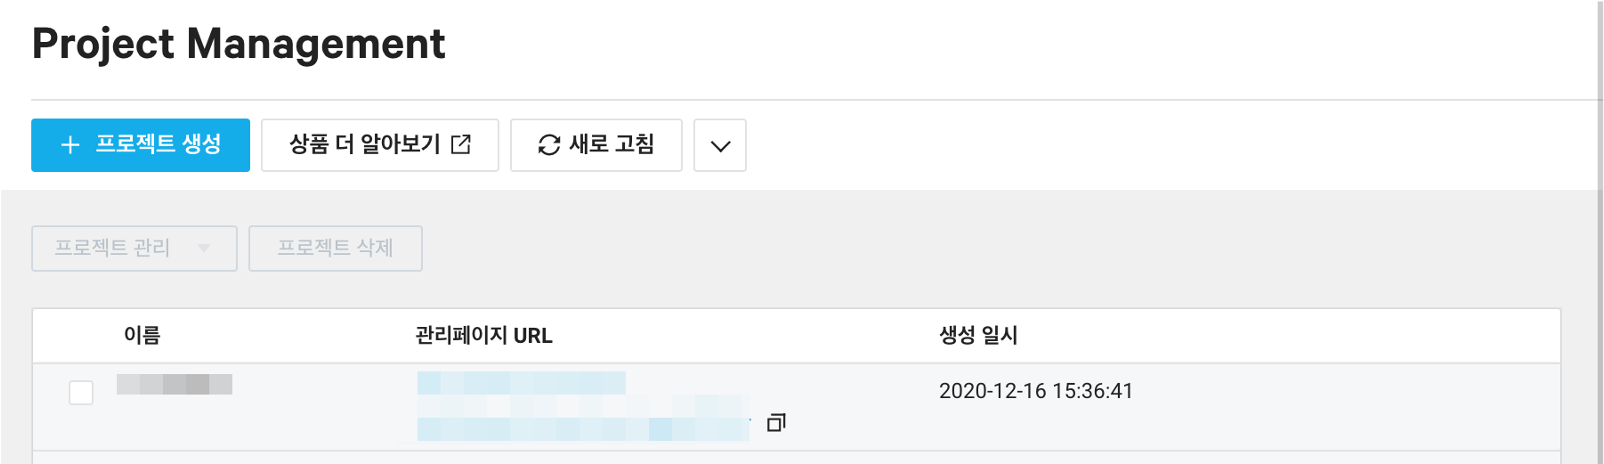 Project Management
프로젝트 생성 상품 더 알아보기 새로 고침
프로젝트 관리 프로젝트 삭제
이름 관리페이지 URL 생성 일시
2020-12-16 15:36:41